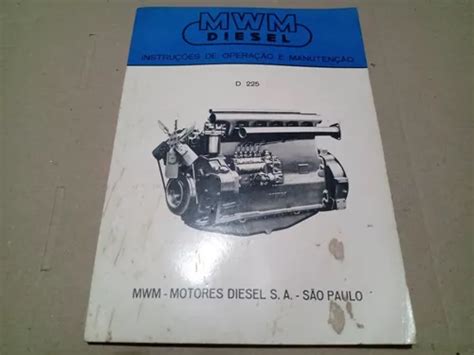 MWM
DIESEL
INSTRUÇÕES DE OPERAÇÃO E MANUTENÇÃO
D 225
MWM - MOTORES DIESEL S. A. - SÃO PAULO